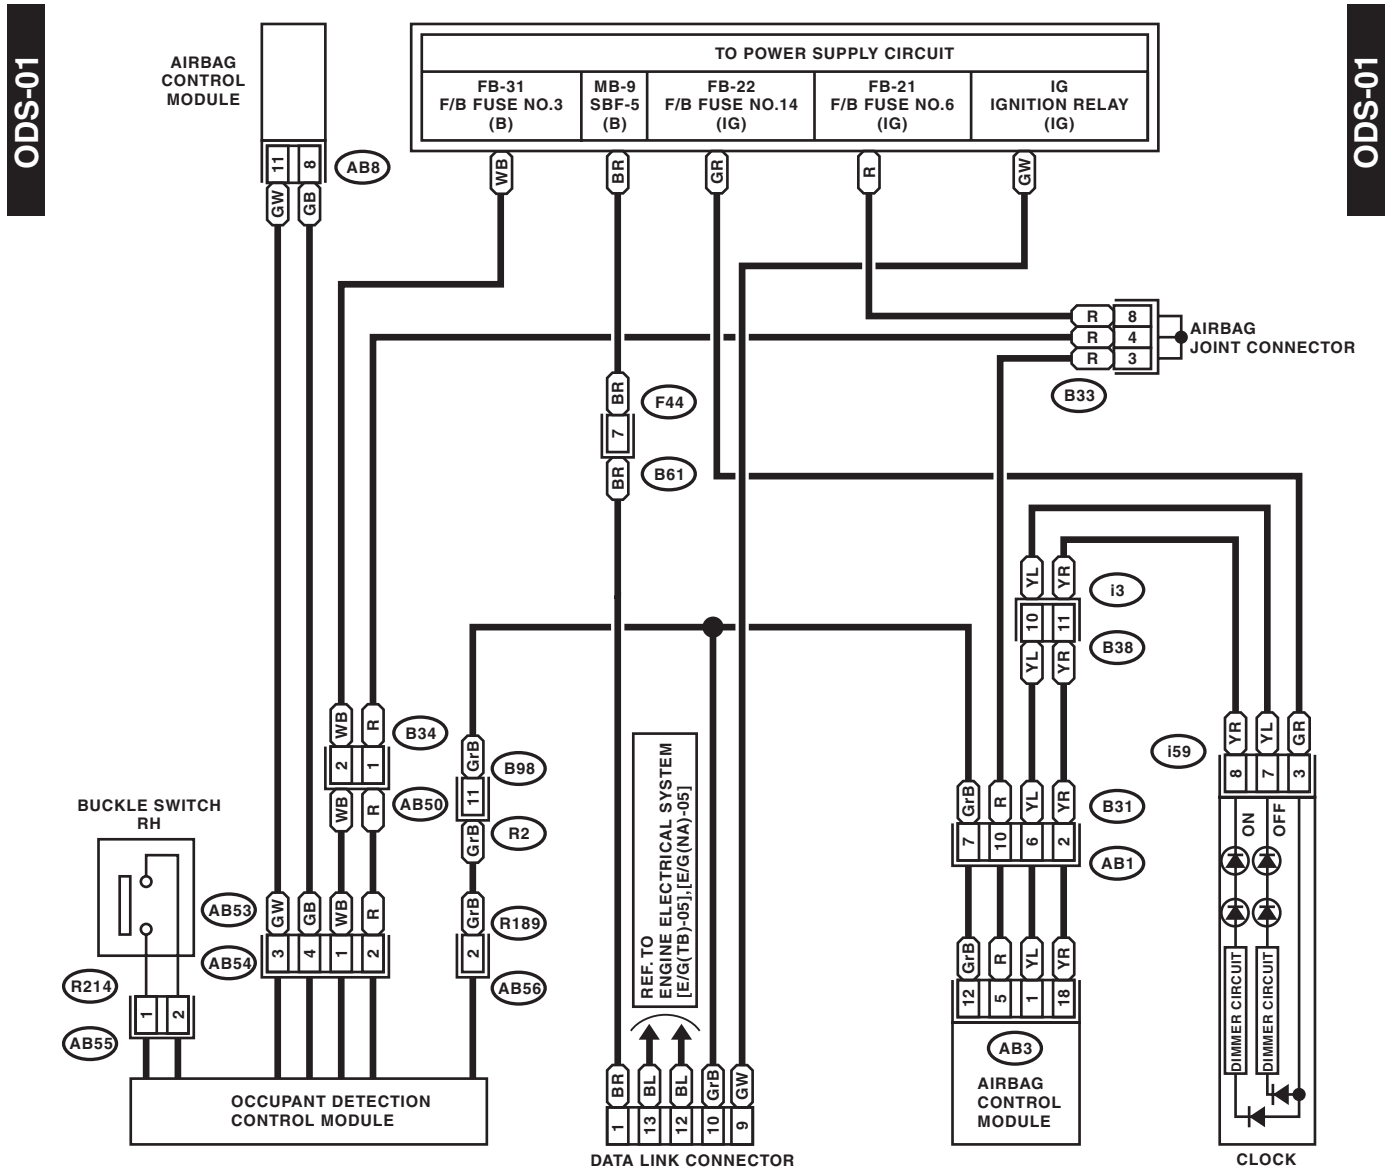 ODS-01
ODS-01
AIRBAG
CONTROL
MODULE
11
8
AB8
GW
GB
TO POWER SUPPLY CIRCUIT
FB-31
F/B FUSE NO.3
(B)
MB-9
SBF-5
(B)
FB-22
F/B FUSE NO.14
(IG)
FB-21
F/B FUSE NO.6
(IG)
IG
IGNITION RELAY
(IG)
WB
BR
GR
R
GW
R
8
R
4
R
3
AIRBAG
JOINT CONNECTOR
B33
BR
F44
7
BR
B61
YL
YR
i3
10
11
B38
YL
YR
WB
R
B34
2
1
WB
R
AB50
GrB
B98
11
GrB
R2
REF. TO
ENGINE ELECTRICAL SYSTEM
[E/G(TB)-05],[E/G(NA)-05]
i59
YR
YL
GR
8
7
3
GrB
R
YL
YR
B31
7
10
6
2
AB1
ON
OFF
DIMMER CIRCUIT
DIMMER CIRCUIT
CLOCK
BUCKLE SWITCH
RH
R214
1
2
AB55
AB53
GW
GB
WB
R
AB54
3
4
1
2
GrB
R189
2
AB56
GrB
R
YL
YR
12
5
1
18
AB3
AIRBAG
CONTROL
MODULE
OCCUPANT DETECTION
CONTROL MODULE
BR
BL
BL
GrB
GW
1
13
12
10
9
DATA LINK CONNECTOR